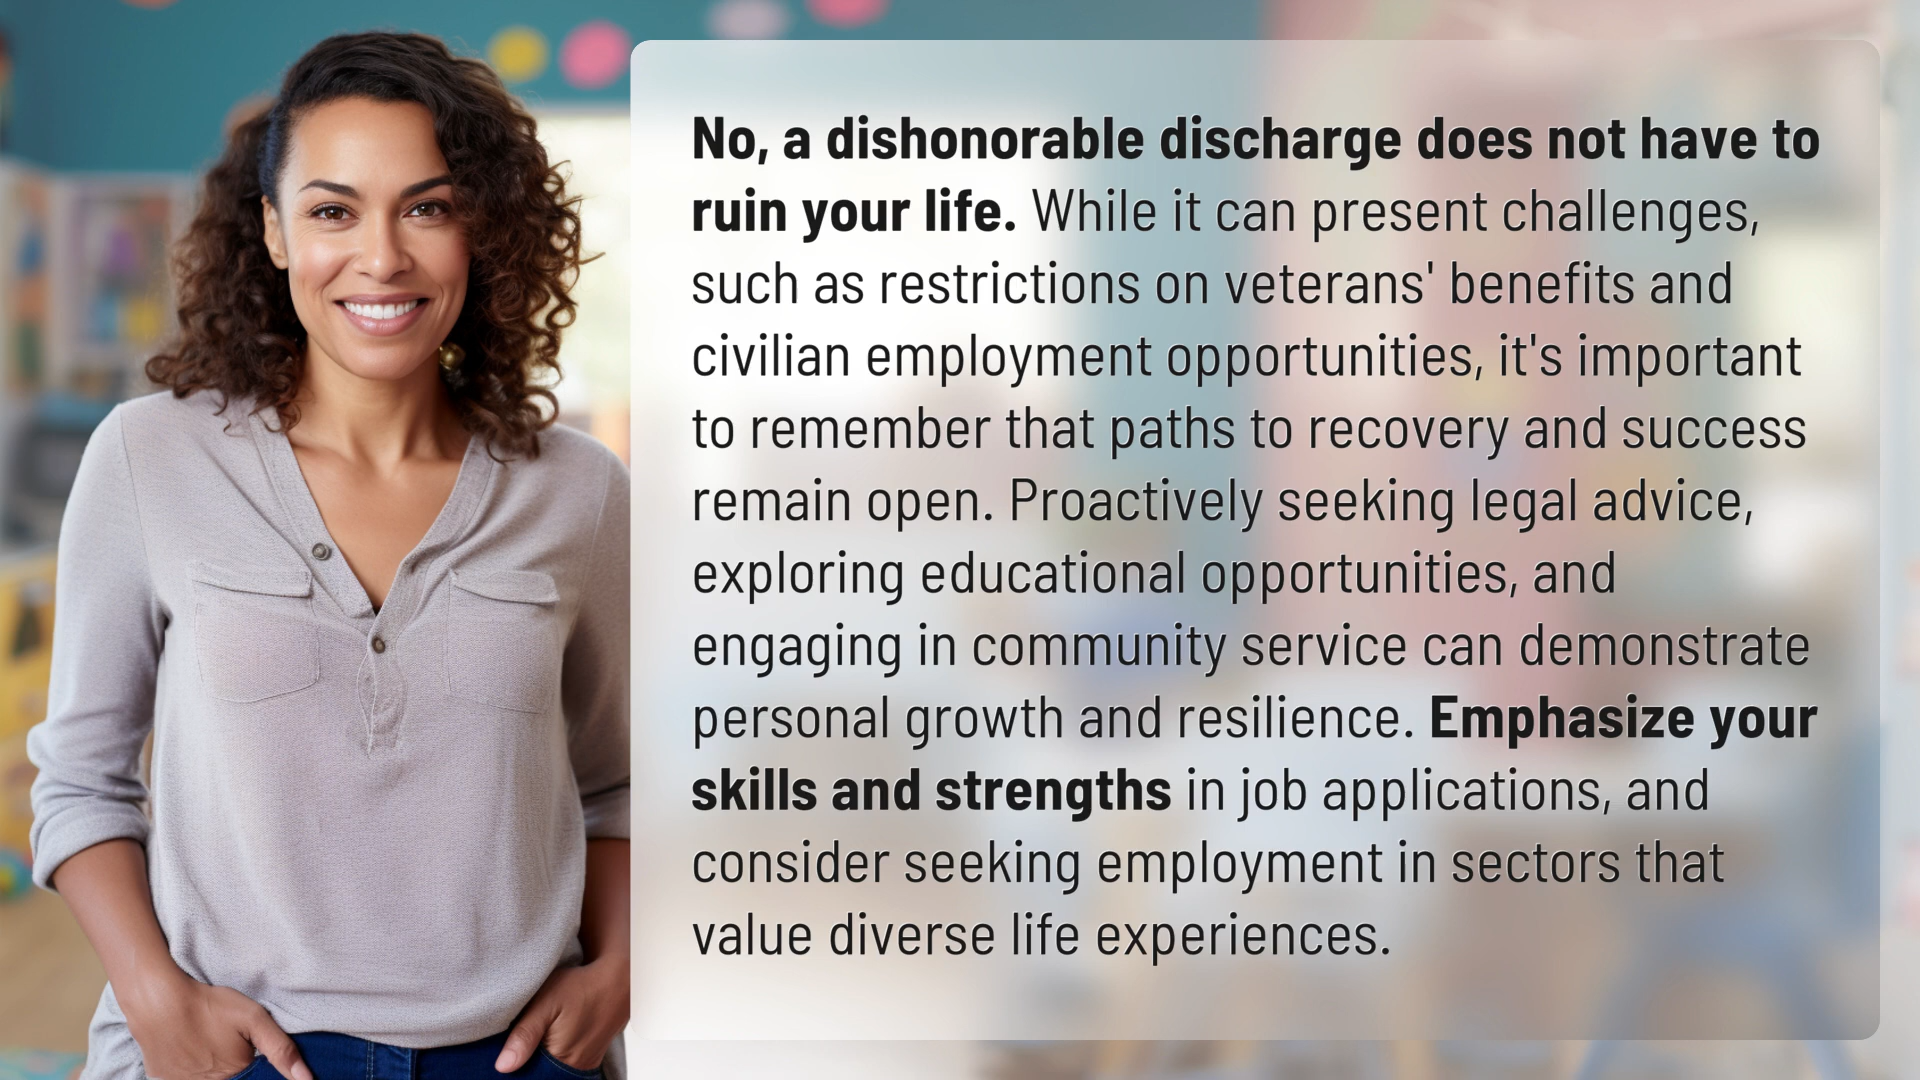 No, a dishonorable discharge does not have to
ruin your life. While it can present challenges,
such as restrictions on veterans' benefits and
civilian employment opportunities, it's important
to remember that paths to recovery and success
remain open. Proactively seeking legal advice,
exploring educational opportunities, and
engaging in community service can demonstrate
personal growth and resilience. Emphasize your
skills and strengths in job applications, and
consider seeking employment in sectors that
value diverse life experiences.